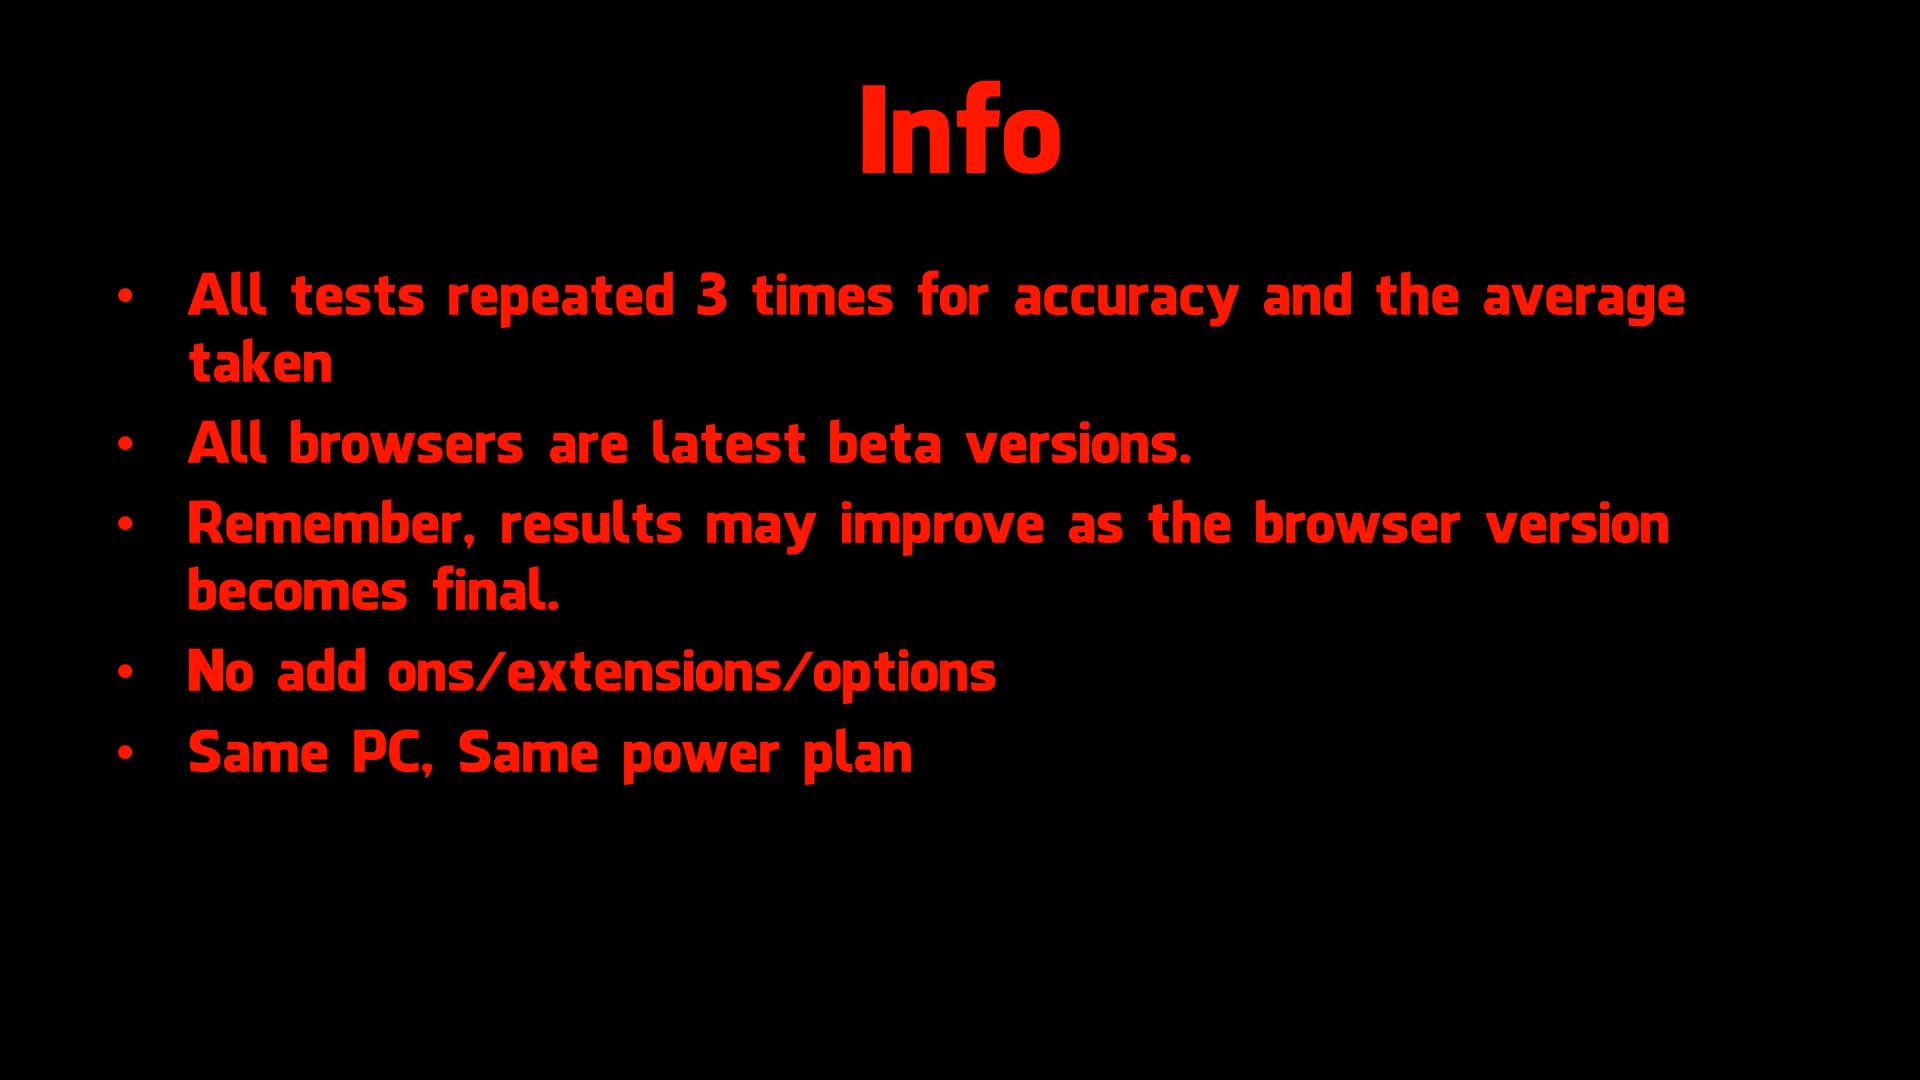 Info
• All tests repeated 3 times for accuracy and the average
taken
• All browsers are latest beta versions.
• Remember, results may improve as the browser version
becomes final.
• No add ons/extensions/options
• Same PC, Same power plan